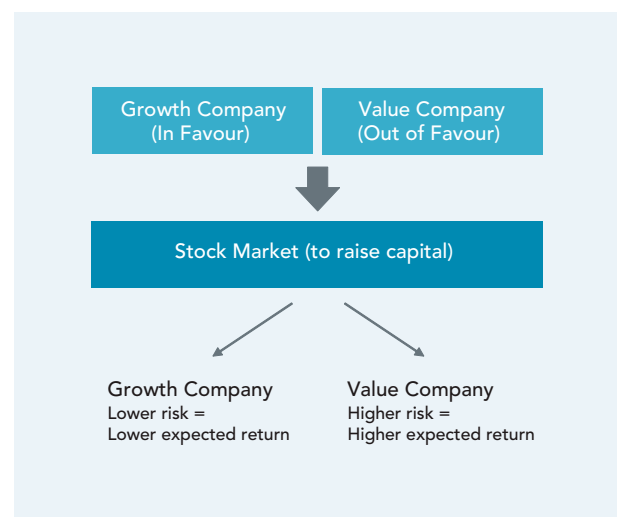 Growth Company
(In Favour)
Value Company
(Out of Favour)
Stock Market (to raise capital)
Growth Company
Lower risk =
Lower expected return
Value Company
Higher risk =
Higher expected return